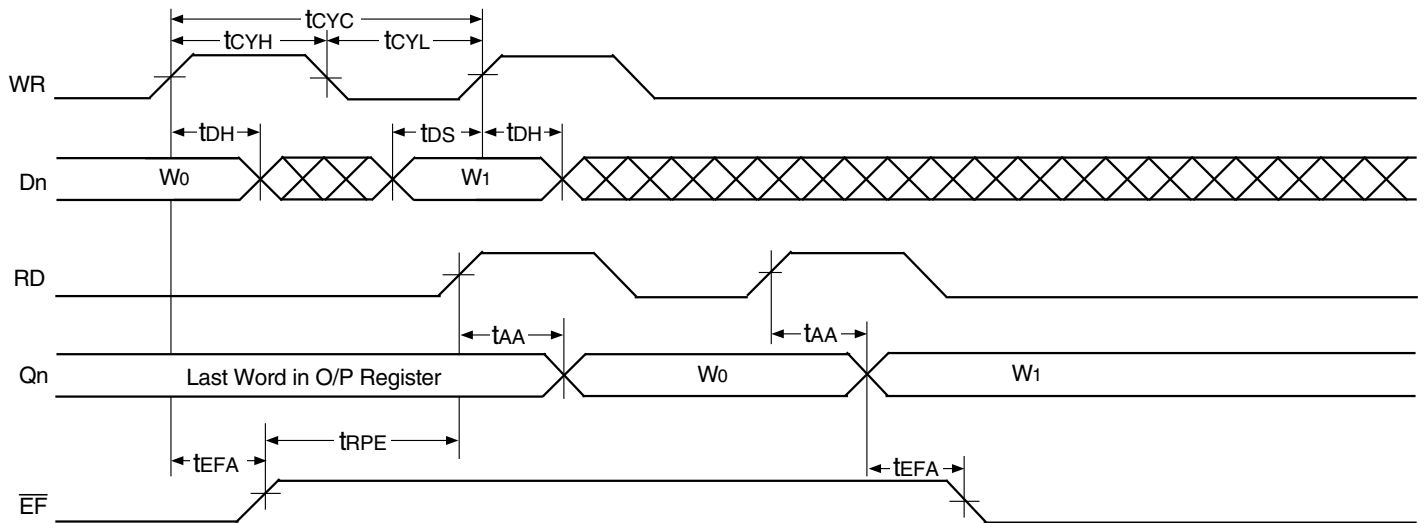 tCYC
tCYH tCYL
WR
tDH tDS tDH
Dn W0 W1
RD
tAA tAA
Qn Last Word in O/P Register W0 W1
tRPE
tEFA tEFA
EF